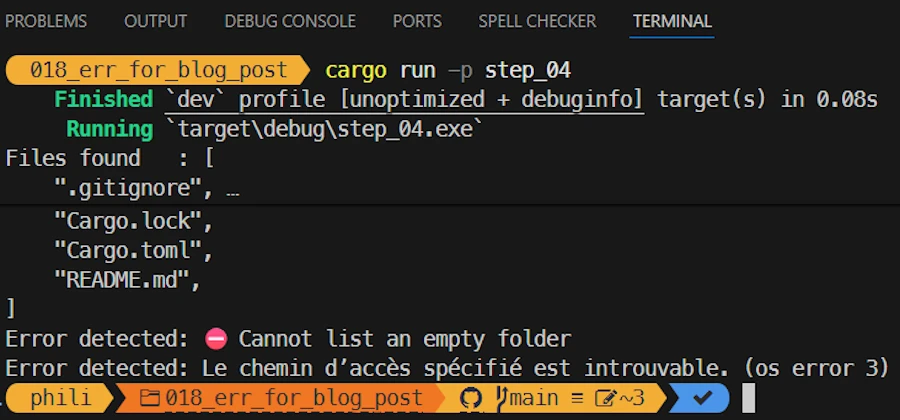 PROBLEMS OUTPUT DEBUG CONSOLE PORTS SPELL CHECKER TERMINAL
018_err_for_blog_post cargo run -p step_04
Finished `dev` profile [unoptimized + debuginfo] target(s) in 0.08s
Running `target\debug\step_04.exe`
Files found : [
".gitignore", …
"Cargo.lock",
"Cargo.toml",
"README.md",
]
Error detected: ⛔ Cannot list an empty folder
Error detected: Le chemin d’accès spécifié est introuvable. (os error 3)
phili 018_err_for_blog_post main ≡ ~3 ✔